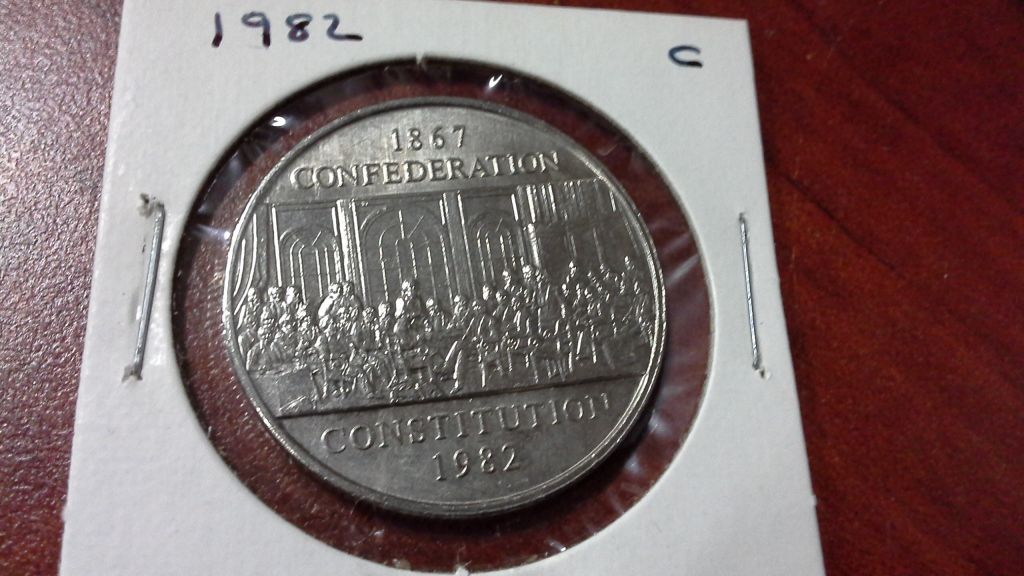 1982
C
1867
CONFEDERATION
CONSTITUTION
1982